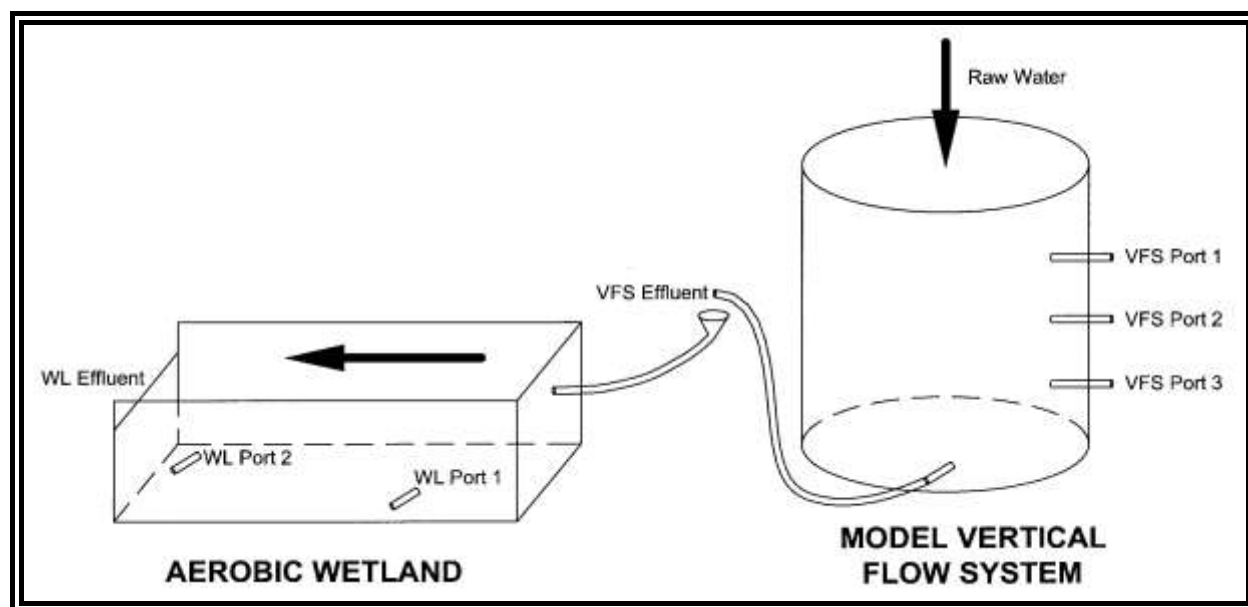 Raw Water
VFS Port 1
VFS Effluent
VFS Port 2
WL Effluent
VFS Port 3
WL Port 2
WL Port 1
AEROBIC WETLAND
MODEL VERTICAL
FLOW SYSTEM